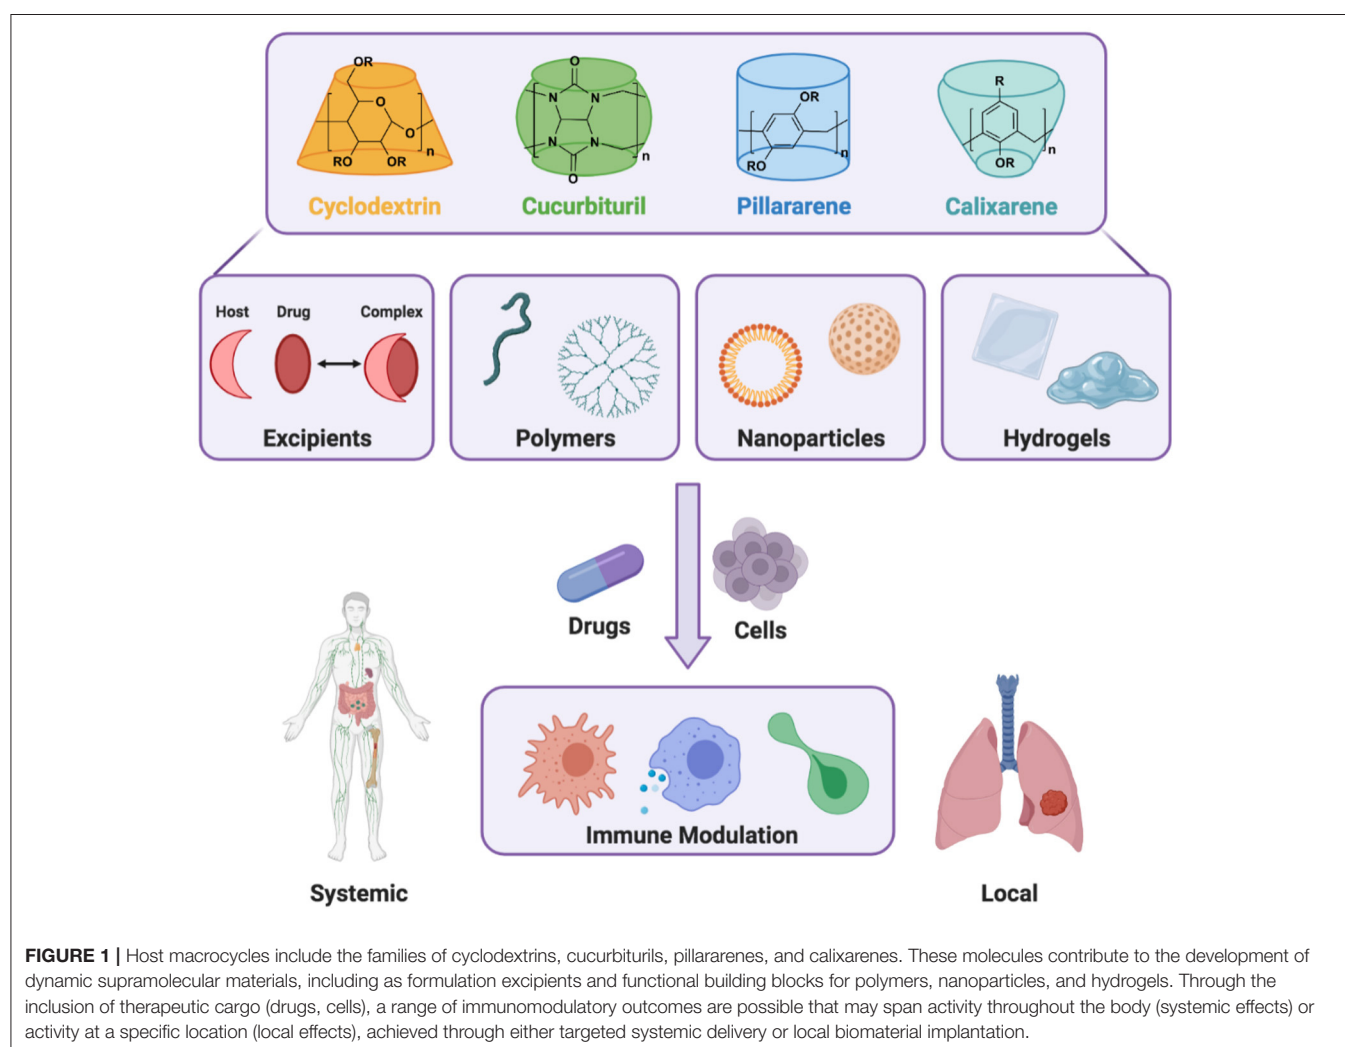 OR
O
O
RO
OR
n
O
N
N
N
N
O
n
OR
RO
n
R
OR
n
Cyclodextrin
Cucurbituril
Pillararene
Calixarene
Host
Drug
Complex
Excipients
Polymers
Nanoparticles
Hydrogels
Drugs
Cells
Immune Modulation
Systemic
Local
FIGURE 1 | Host macrocycles include the families of cyclodextrins, cucurbiturils, pillararenes, and calixarenes. These molecules contribute to the development of
dynamic supramolecular materials, including as formulation excipients and functional building blocks for polymers, nanoparticles, and hydrogels. Through the
inclusion of therapeutic cargo (drugs, cells), a range of immunomodulatory outcomes are possible that may span activity throughout the body (systemic effects) or
activity at a specific location (local effects), achieved through either targeted systemic delivery or local biomaterial implantation.